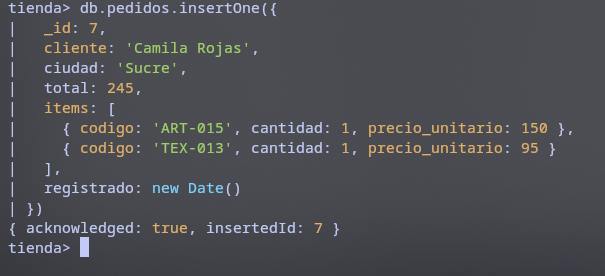 tienda> db.pedidos.insertOne({
|   _id: 7,
|   cliente: 'Camila Rojas',
|   ciudad: 'Sucre',
|   total: 245,
|   items: [
|     { codigo: 'ART-015', cantidad: 1, precio_unitario: 150 },
|     { codigo: 'TEX-013', cantidad: 1, precio_unitario: 95 }
|   ],
|   registrado: new Date()
| })
{ acknowledged: true, insertedId: 7 }
tienda>